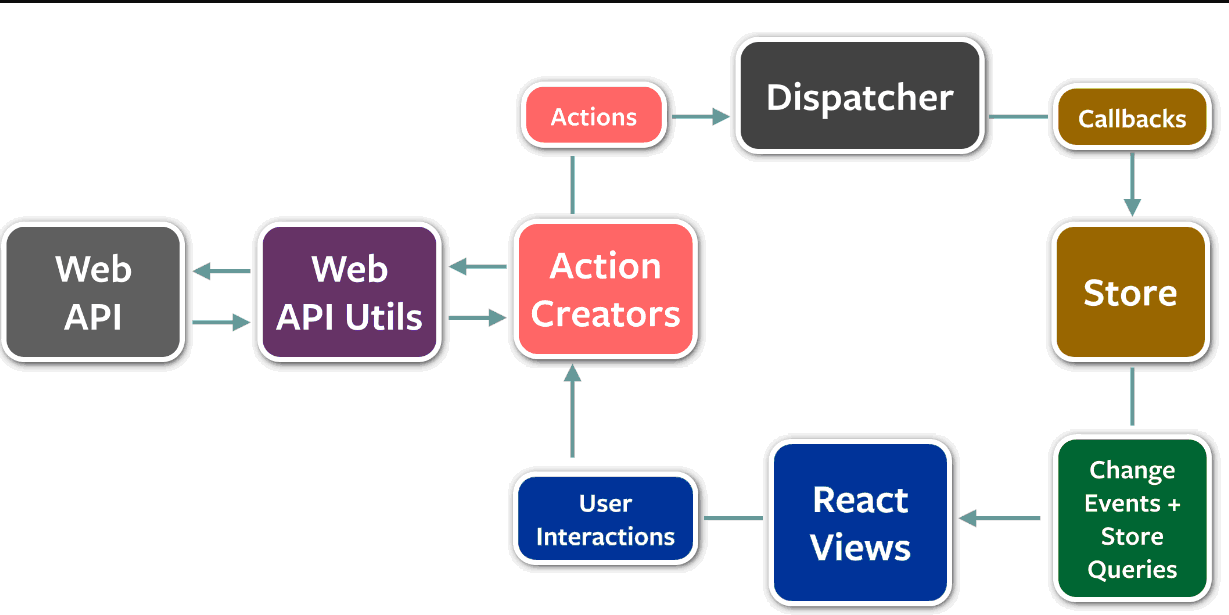 Dispatcher
Actions
Callbacks
Web
API
Web
API Utils
Action
Creators
Store
User
Interactions
React
Views
Change
Events +
Store
Queries